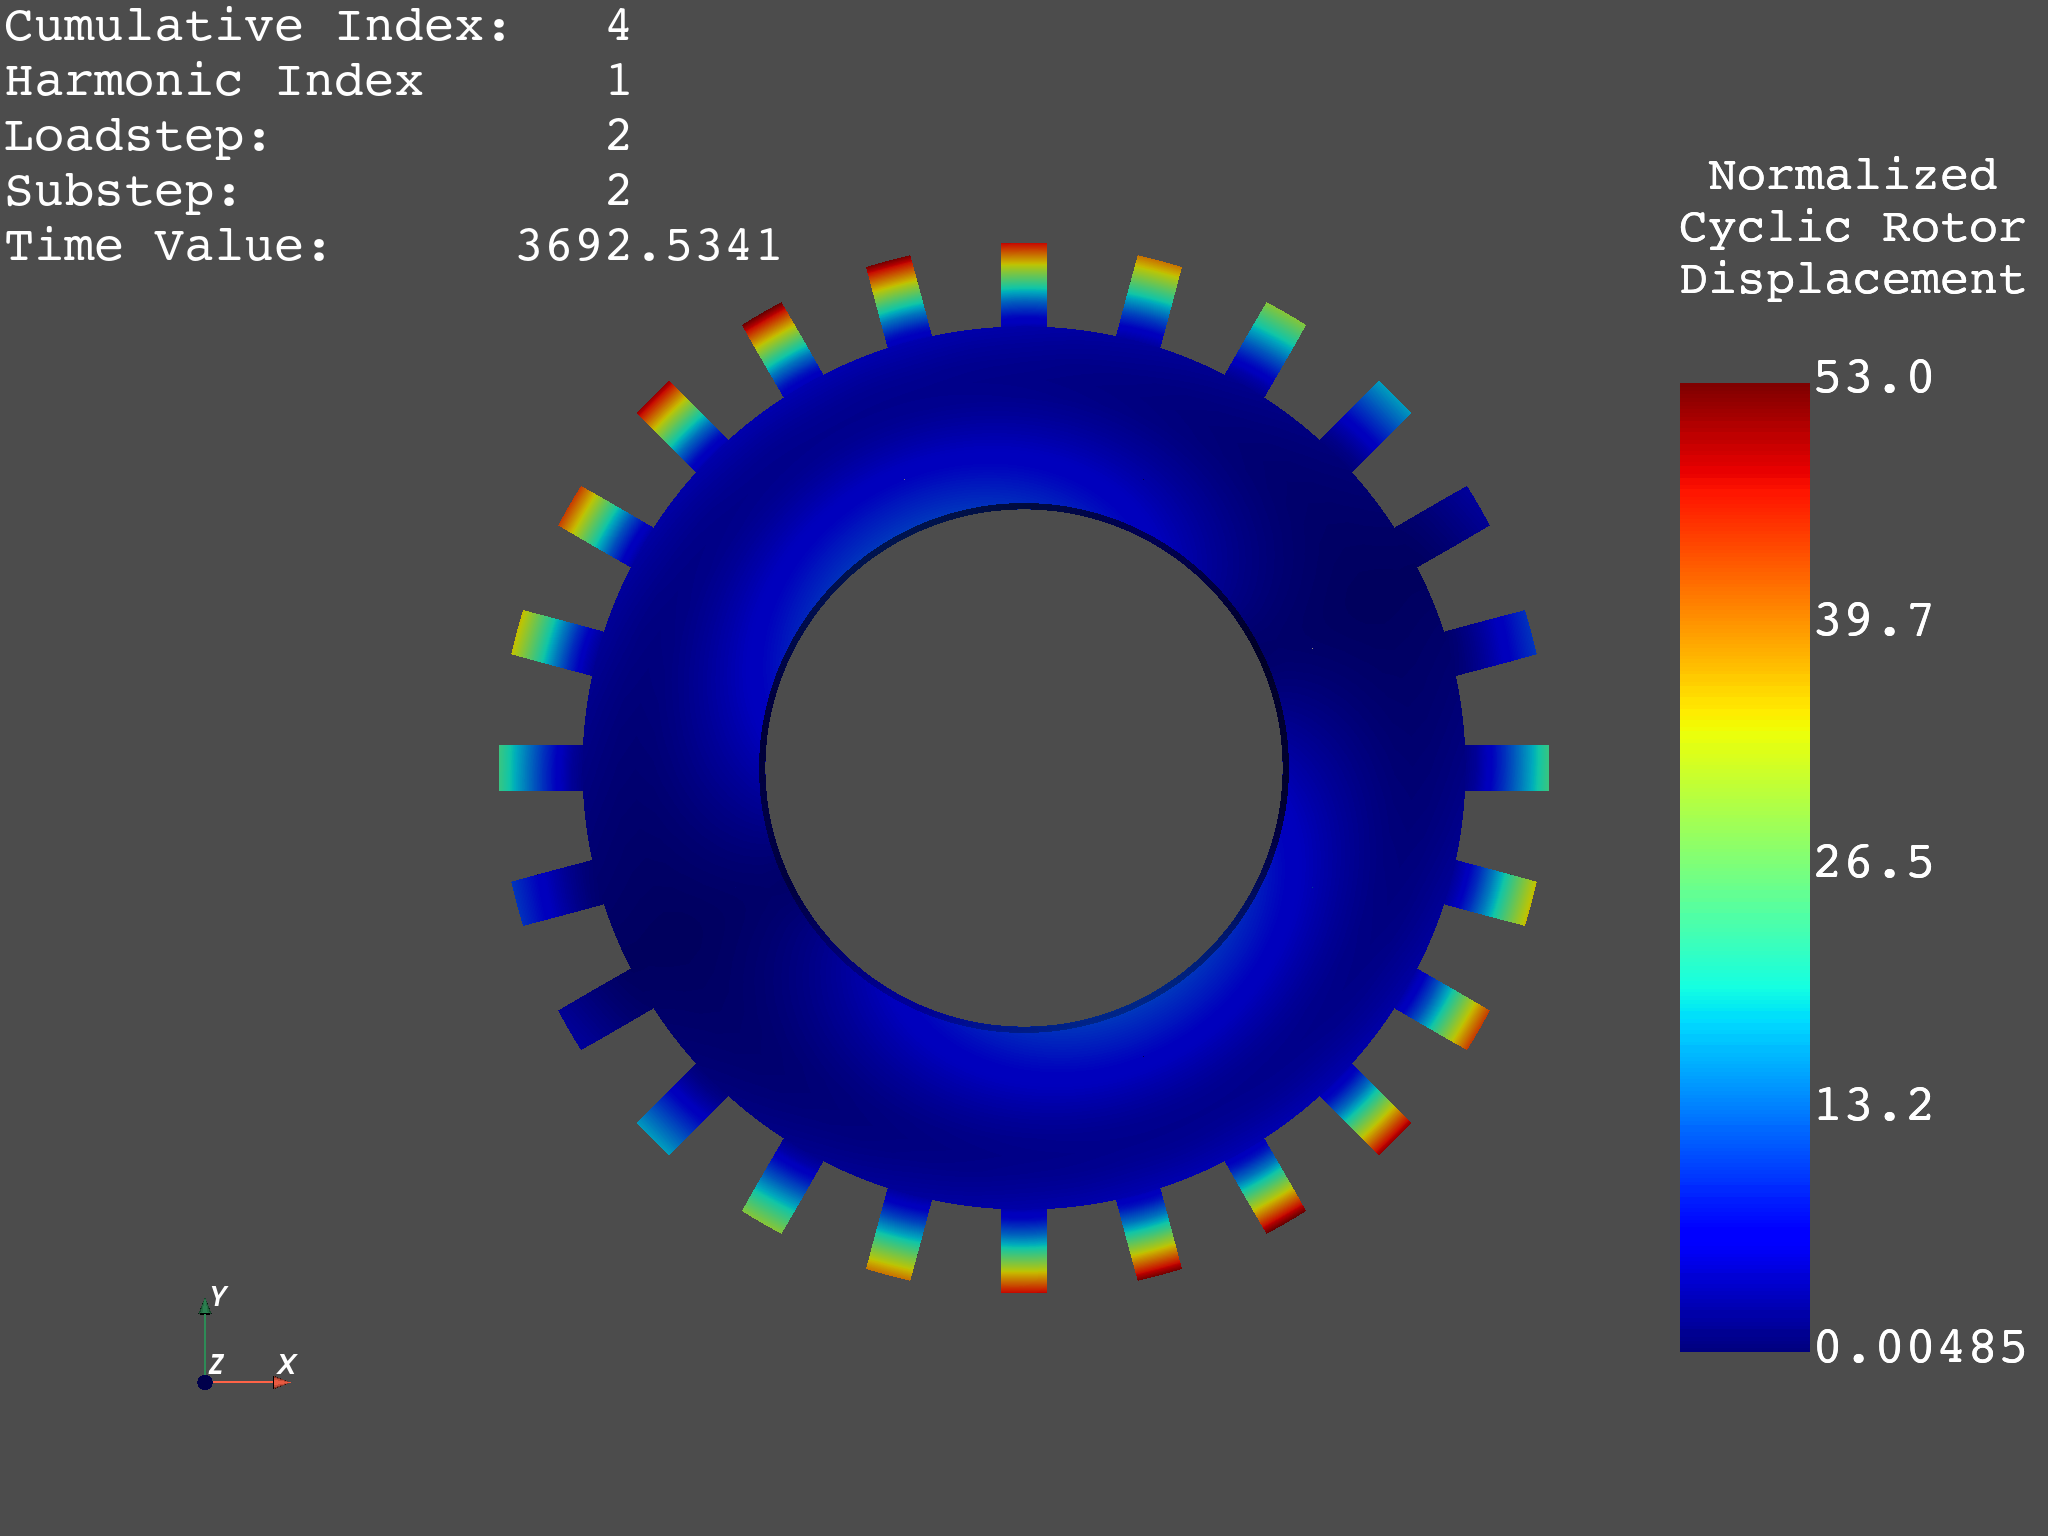 Cumulative Index: 4
Harmonic Index 1
Loadstep: 2
Substep: 2
Time Value: 3692.5341
Normalized
Cyclic Rotor
Displacement
53.0
39.7
26.5
13.2
0.00485
Y
Z X